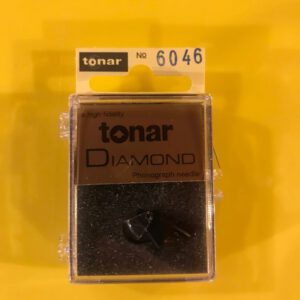 tonar No 6046
a high fidelity
tonar
DIAMOND
Phonograph needle